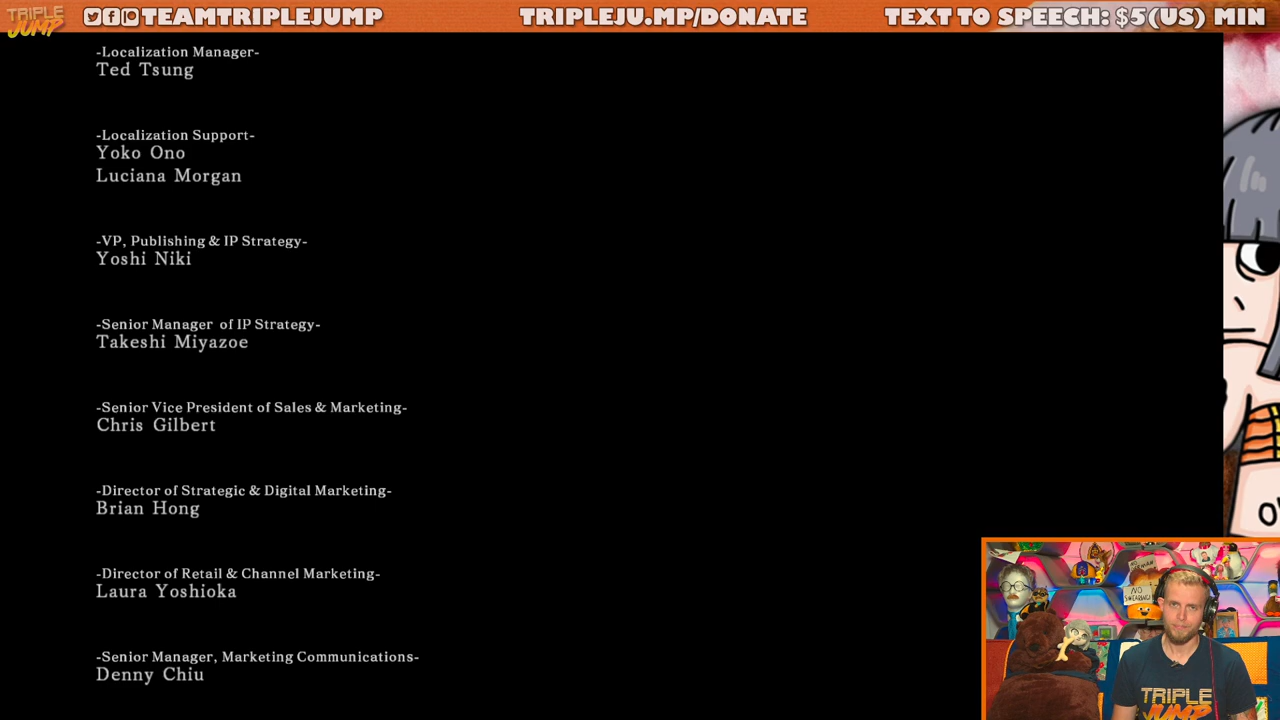 TRIPLE JUMP
TEAMTRIPLEJUMP
TRIPLEJU.MP/DONATE
TEXT TO SPEECH: $5(US) MIN
-Localization Manager-
Ted Tsung
-Localization Support-
Yoko Ono
Luciana Morgan
-VP, Publishing & IP Strategy-
Yoshi Niki
-Senior Manager of IP Strategy-
Takeshi Miyazoe
-Senior Vice President of Sales & Marketing-
Chris Gilbert
-Director of Strategic & Digital Marketing-
Brian Hong
-Director of Retail & Channel Marketing-
Laura Yoshioka
-Senior Manager, Marketing Communications-
Denny Chiu
NO
SWEARING!
TRIPLE
JUMP